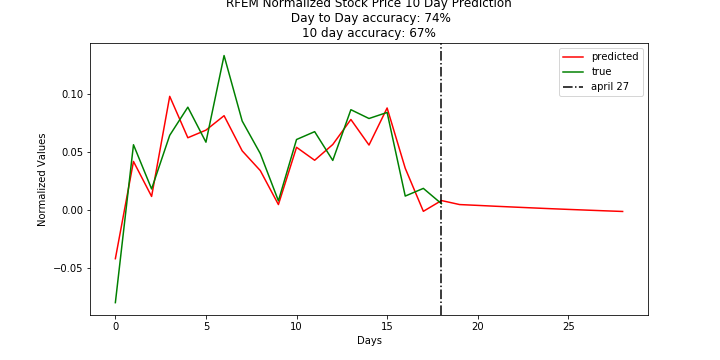 RFEM Normalized Stock Price 10 Day Prediction
Day to Day accuracy: 74%
10 day accuracy: 67%
predicted
true
april 27
Normalized Values
0.10
0.05
0.00
−0.05
0
5
10
15
20
25
Days